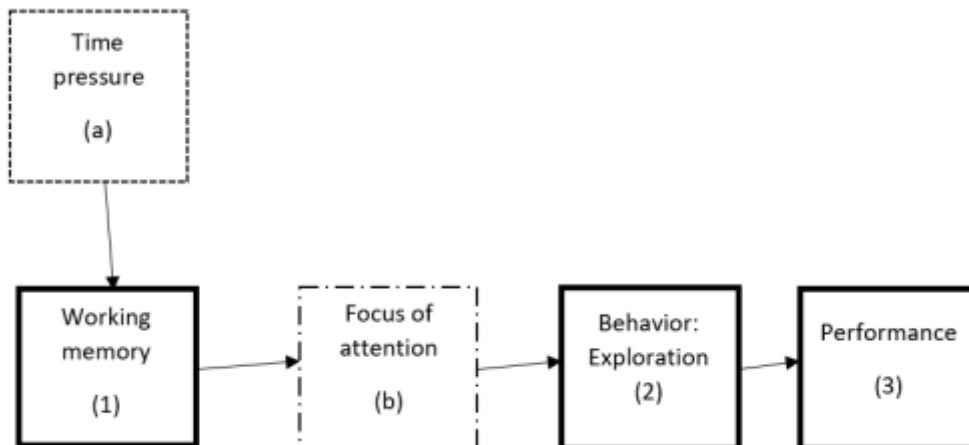 Time
pressure
(a)
Working
memory
(1)
Focus of
attention
(b)
Behavior:
Exploration
(2)
Performance
(3)